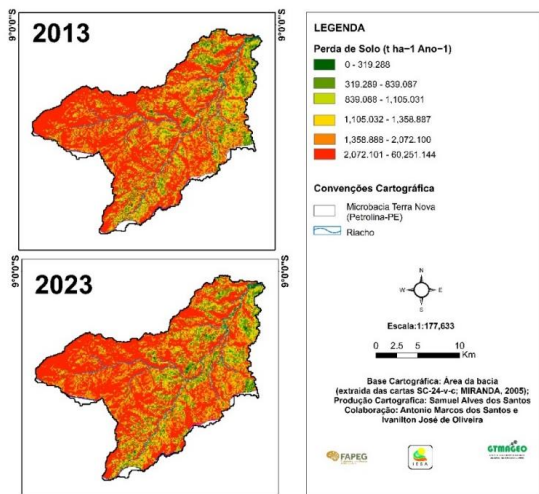 2013
9°0,0"S
9°0,0"S
2023
9°0,0"S
9°0,0"S
LEGENDA
Perda de Solo (t ha−1 Ano−1)
0 - 319.288
319.289 - 839.087
839.088 - 1,105.031
1,105.032 - 1,358.887
1,358.888 - 2,072.100
2,072.101 - 60,251.144
Convenções Cartográfica
Microbacia Terra Nova
(Petrolina-PE)
Riacho
N
W E
S
Escala:1:177,633
0 2.5 5 10
Km
Base Cartográfica: Área da bacia
(extraida das cartas SC-24-v-c; MIRANDA, 2005);
Produção Cartografica: Samuel Alves dos Santos
Colaboração: Antonio Marcos dos Santos e
Ivanilton José de Oliveira
FAPEG
IESA
GTMAGEO